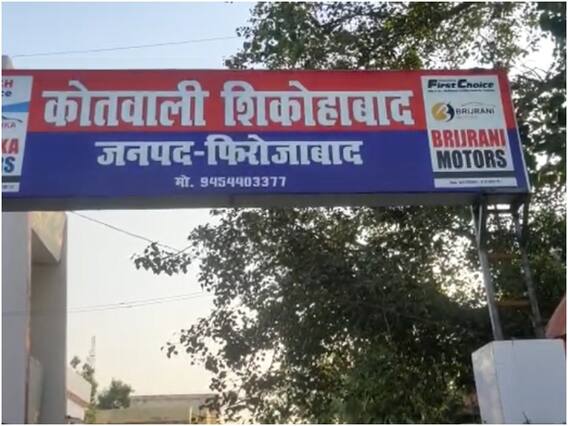 कोतवाली शिकोहाबाद
जनपद-फिरोजाबाद
मो. 9454403377
FIRST CHOICE
BRIJRANI
BRIJRANI
MOTORS